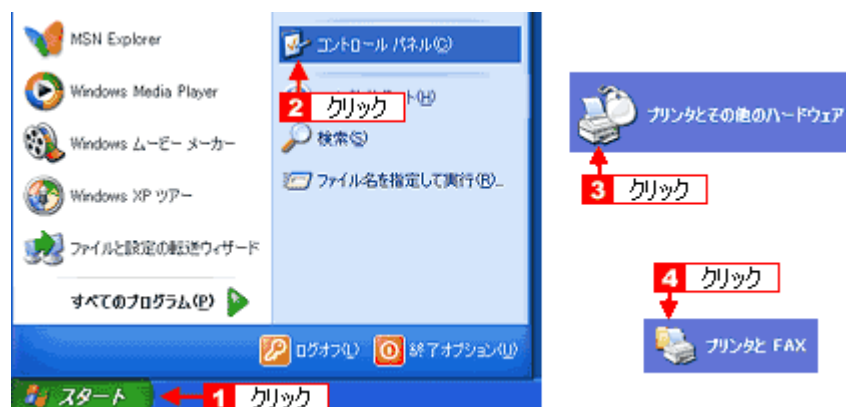 MSN Explorer
Windows Media Player
Windows ムービー メーカー
Windows XP ツアー
ファイルと設定の転送ウィザード
すべてのプログラム(P)
コントロール パネル(C)
2 クリック
ト(H)
検索(S)
ファイル名を指定して実行(R)...
ログオフ(L)
終了オプション(U)
スタート
1 クリック
プリンタとその他のハードウェア
3 クリック
4 クリック
プリンタと FAX